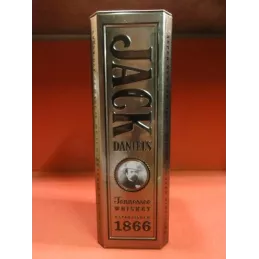 JACK
DANIEL'S
Tennessee
WHISKEY
ESTABLISHED
1866